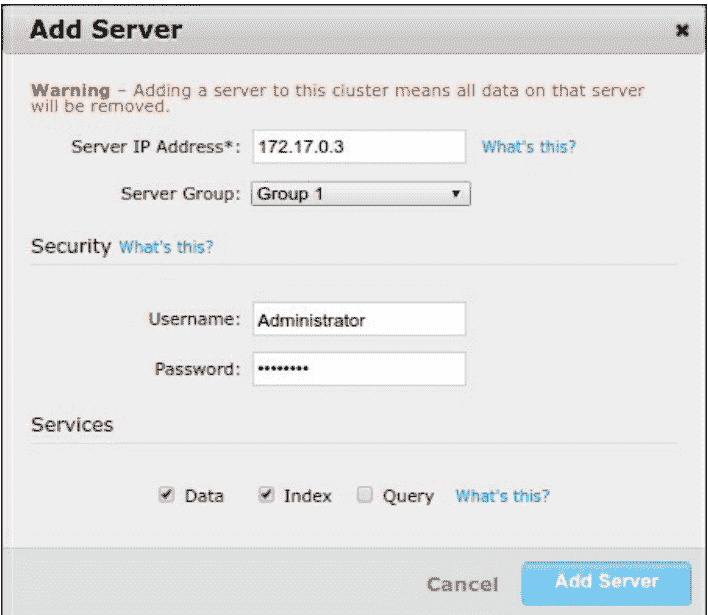 Add Server
Warning – Adding a server to this cluster means all data on that server
will be removed.
Server IP Address*: 172.17.0.3 What's this?
Server Group: Group 1
Security What's this?
Username: Administrator
Password: ••••••••
Services
Data Index Query What's this?
Cancel Add Server